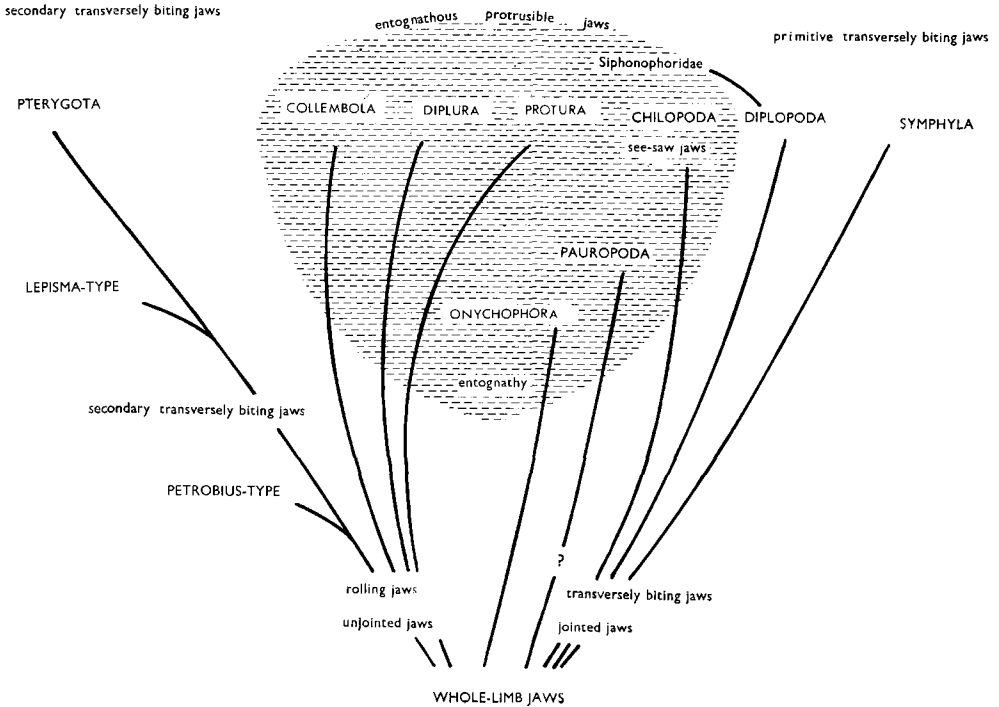 secondary transversely biting jaws
entognathous protrusible jaws
primitive transversely biting jaws
Siphonophoridae
PTERYGOTA
COLLEMBOLA
DIPLURA
PROTURA
CHILOPODA
DIPLOPODA
SYMPHYLA
see-saw jaws
PAUROPODA
LEPISMA-TYPE
ONYCHOPHORA
entognathy
secondary transversely biting jaws
PETROBIUS-TYPE
?
rolling jaws
transversely biting jaws
unjointed jaws
jointed jaws
WHOLE-LIMB JAWS